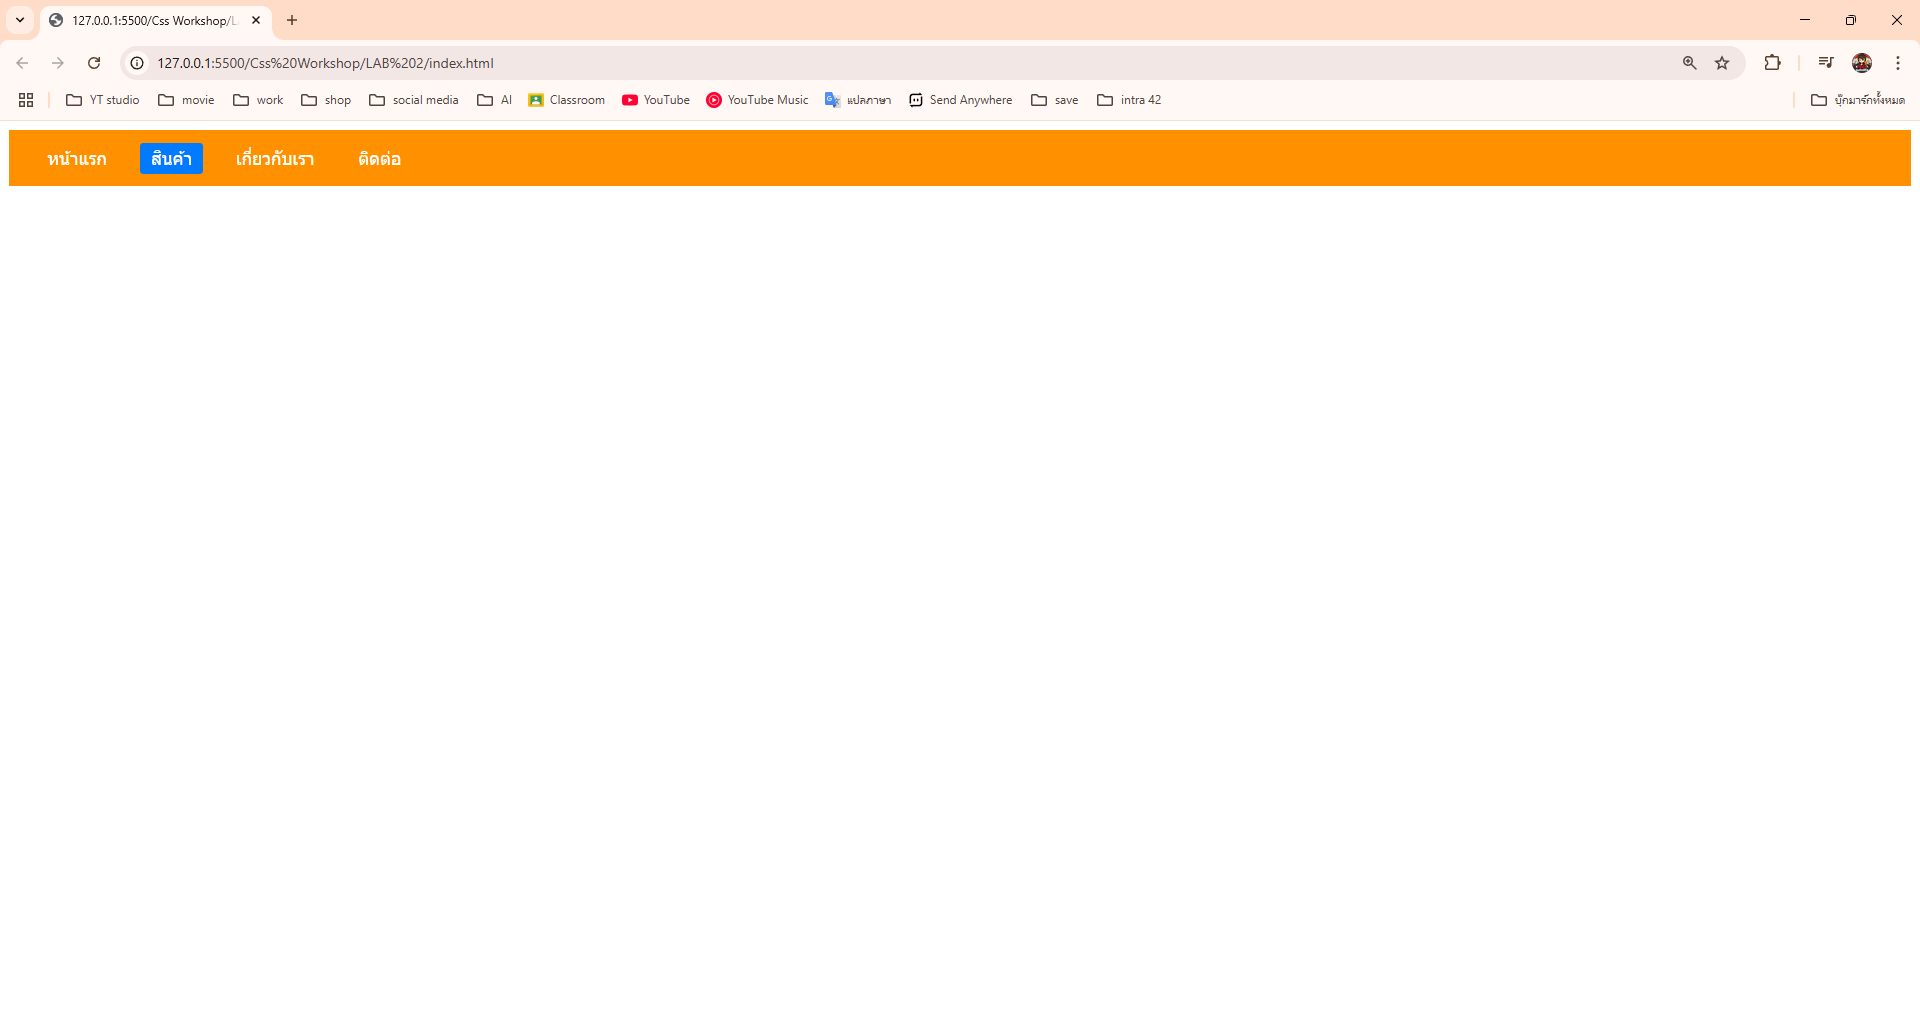 127.0.0.1:5500/Css Workshop/L
127.0.0.1:5500/Css%20Workshop/LAB%202/index.html
YT studio movie work shop social media AI Classroom YouTube YouTube Music แปลภาษา Send Anywhere save intra 42 บุ๊กมาร์กทั้งหมด
หน้าแรก สินค้า เกี่ยวกับเรา ติดต่อ